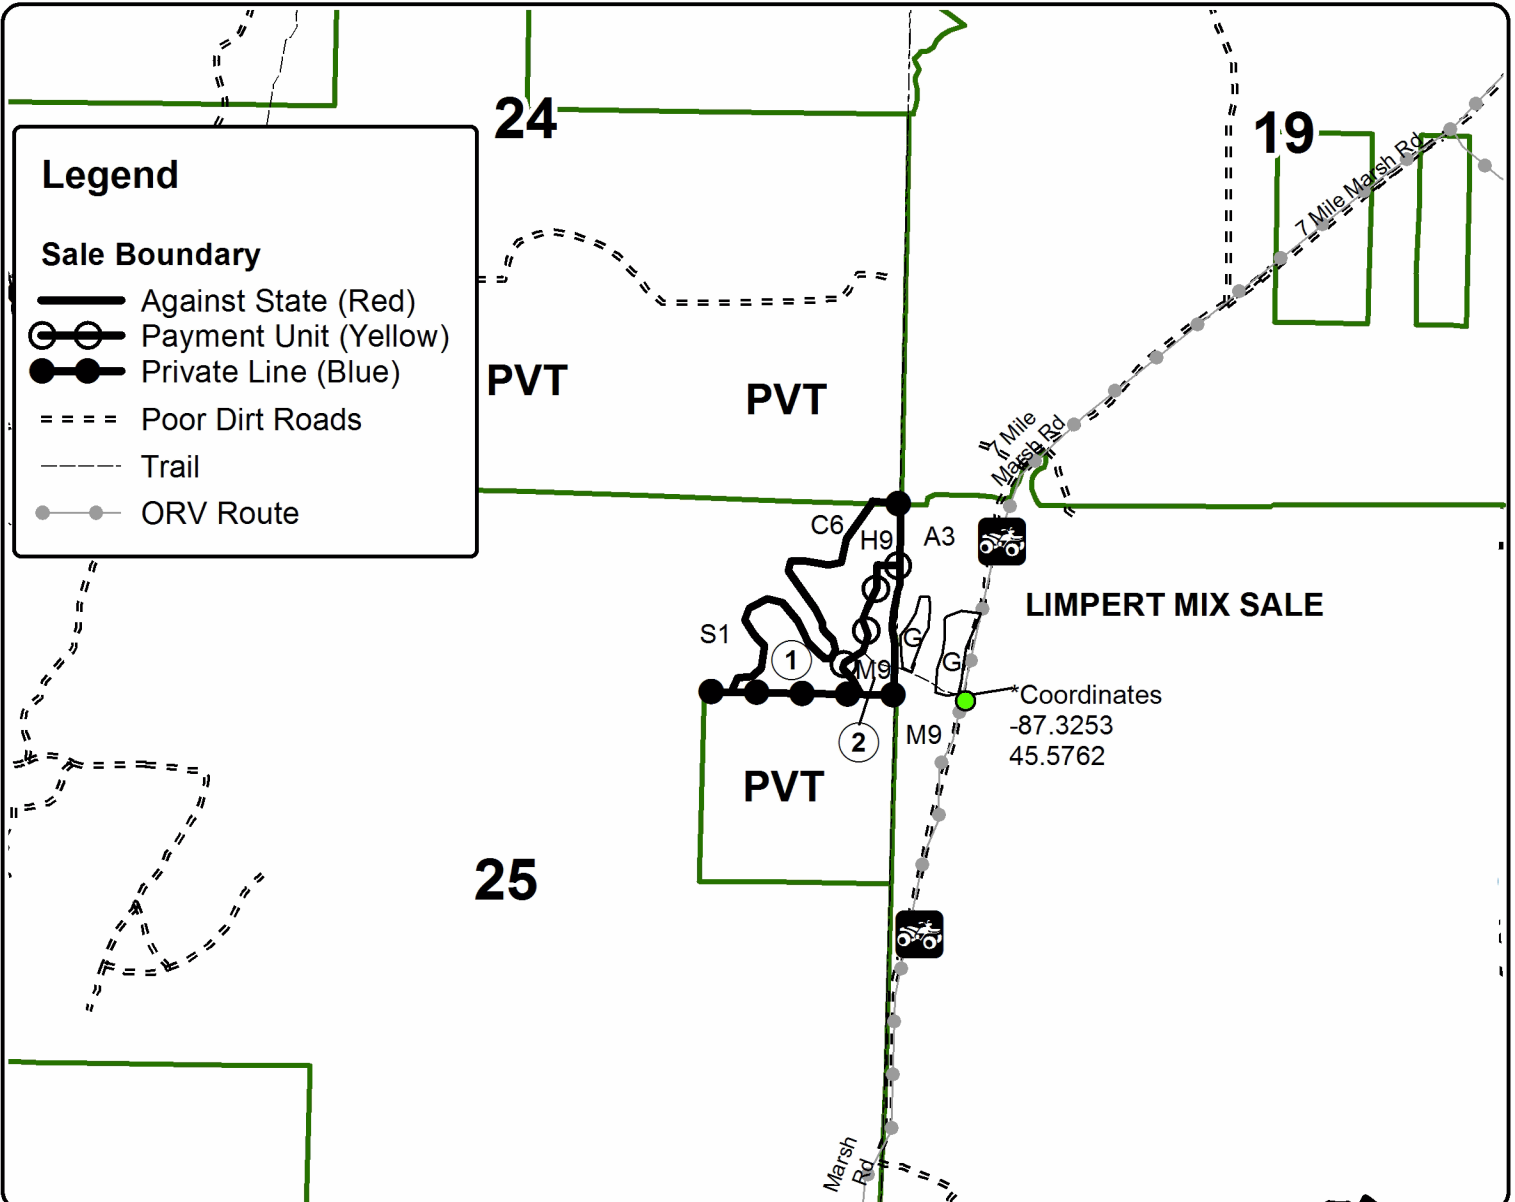 24
19
7 Mile Marsh Rd
Legend
Sale Boundary
Against State (Red)
Payment Unit (Yellow)
Private Line (Blue)
Poor Dirt Roads
Trail
ORV Route
PVT
PVT
7 Mile
Marsh Rd
C6
H9
A3
LIMPERT MIX SALE
S1
1
G
G
M9
*Coordinates
-87.3253
45.5762
2
M9
PVT
25
Marsh
Rd